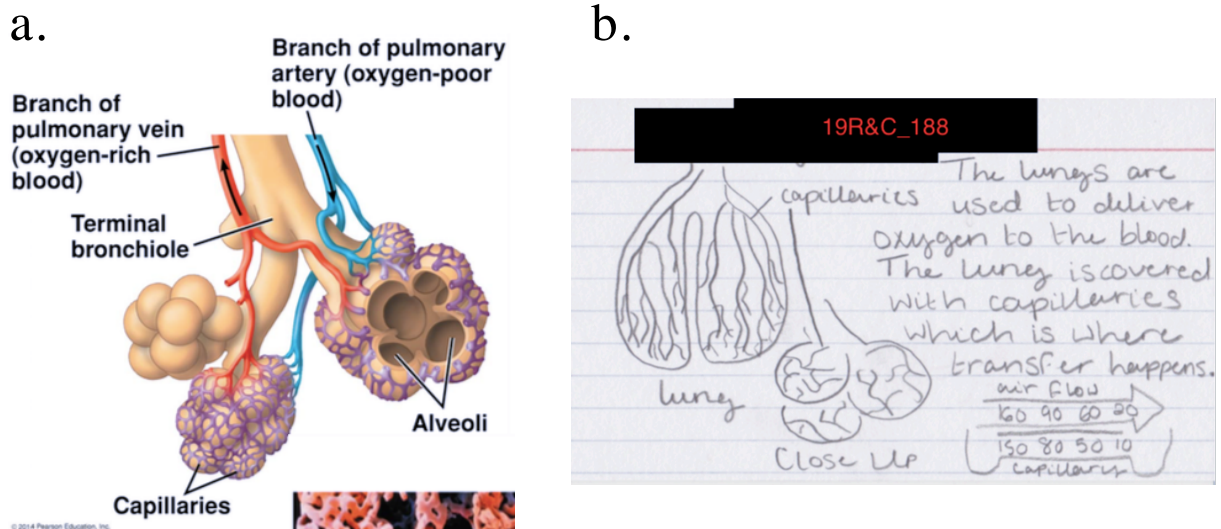 a.
Branch of pulmonary
artery (oxygen-poor
blood)
Branch of
pulmonary vein
(oxygen-rich
blood)
Terminal
bronchiole
Alveoli
Capillaries
© 2014 Pearson Education, Inc.
b.
19R&C_188
The lungs are
capillaries
used to deliver
oxygen to the blood.
The lung is covered
with capillaries
which is where
transfer happens.
lung
Close Up
air flow
160 90 60 20
150 80 50 10
capillary